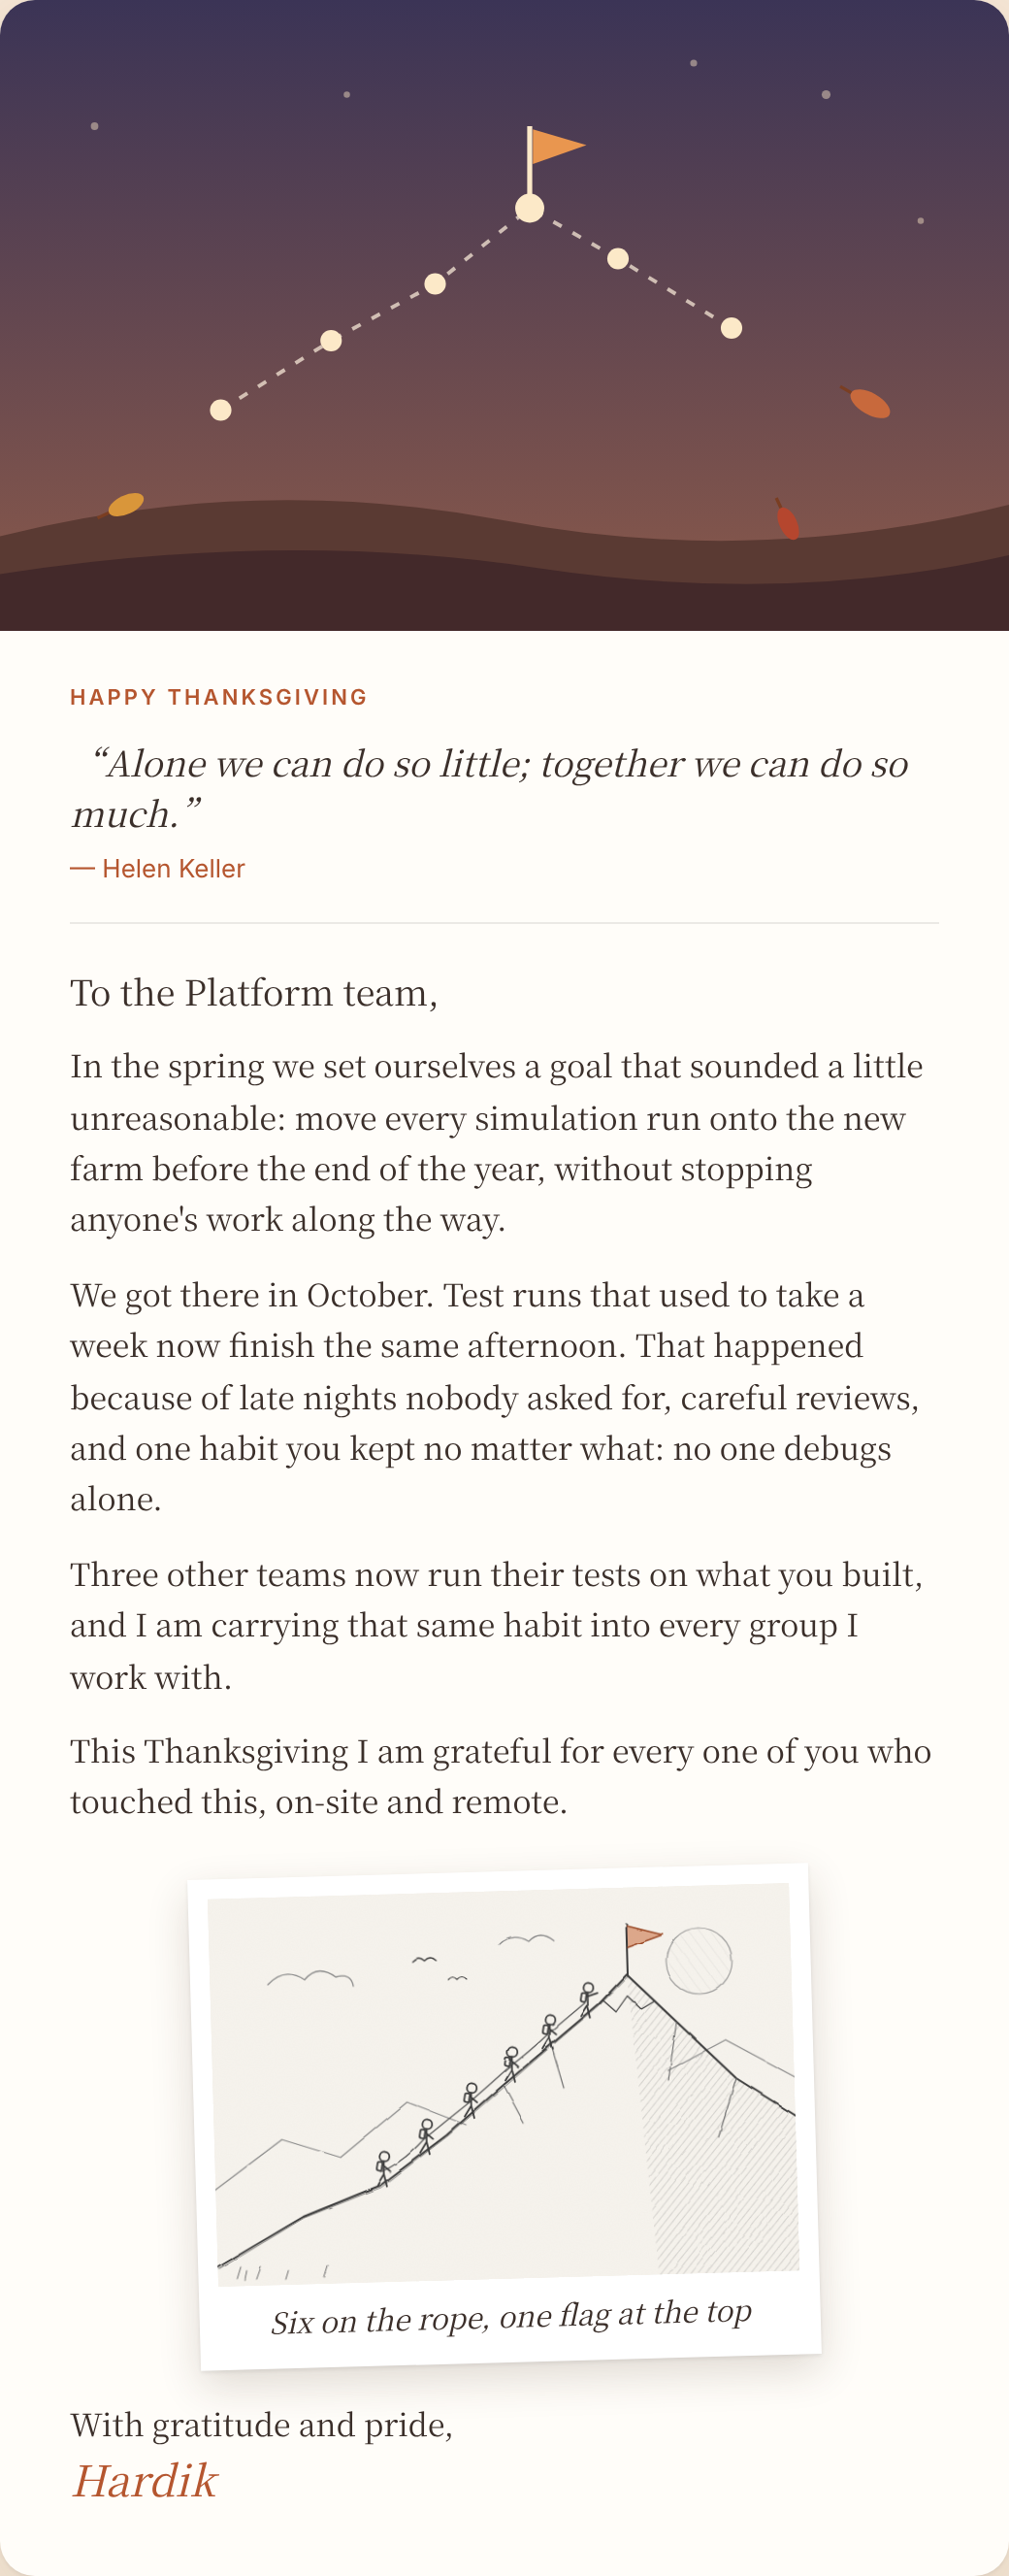 HAPPY THANKSGIVING
“Alone we can do so little; together we can do so
much.”
— Helen Keller
To the Platform team,
In the spring we set ourselves a goal that sounded a little
unreasonable: move every simulation run onto the new
farm before the end of the year, without stopping
anyone's work along the way.
We got there in October. Test runs that used to take a
week now finish the same afternoon. That happened
because of late nights nobody asked for, careful reviews,
and one habit you kept no matter what: no one debugs
alone.
Three other teams now run their tests on what you built,
and I am carrying that same habit into every group I
work with.
This Thanksgiving I am grateful for every one of you who
touched this, on-site and remote.
Six on the rope, one flag at the top
With gratitude and pride,
Hardik